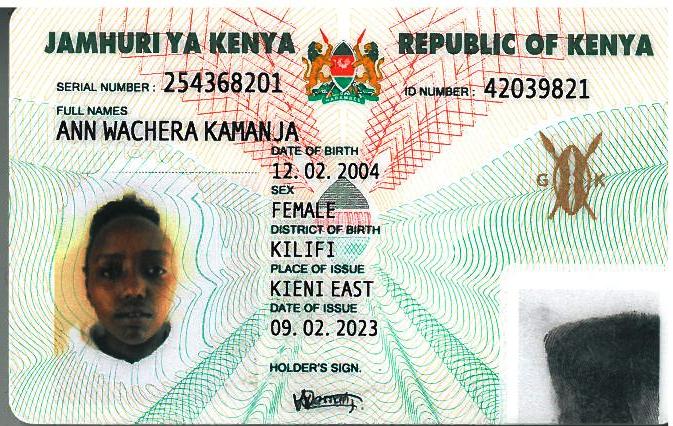 JAMHURI YA KENYA REPUBLIC OF KENYA
SERIAL NUMBER: 254368201 ID NUMBER: 42039821
FULL NAMES
ANN WACHERA KAMANJA
DATE OF BIRTH
12. 02. 2004
SEX
FEMALE
DISTRICT OF BIRTH
KILIFI
PLACE OF ISSUE
KIENI EAST
DATE OF ISSUE
09. 02. 2023
HOLDER'S SIGN.
G K
HARAMBEE